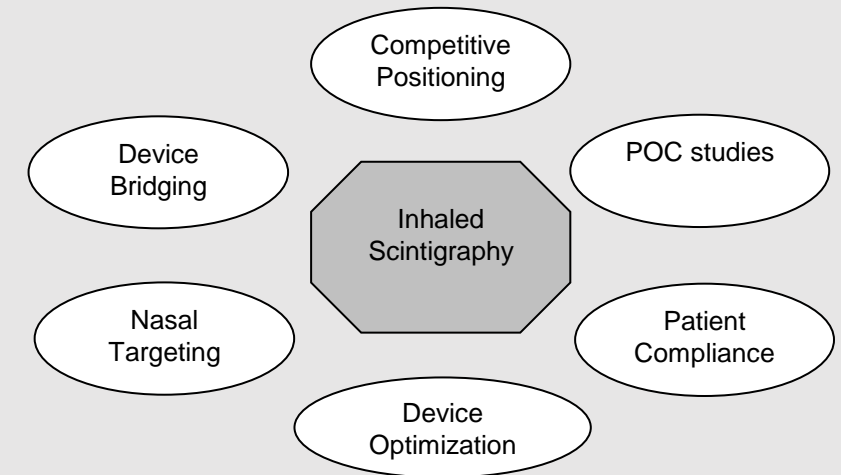 Competitive
Positioning
Device
Bridging
POC studies
Inhaled
Scintigraphy
Nasal
Targeting
Patient
Compliance
Device
Optimization